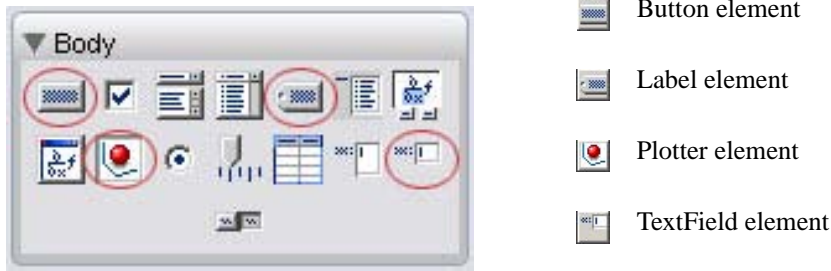 Body
Button element
Label element
Plotter element
TextField element